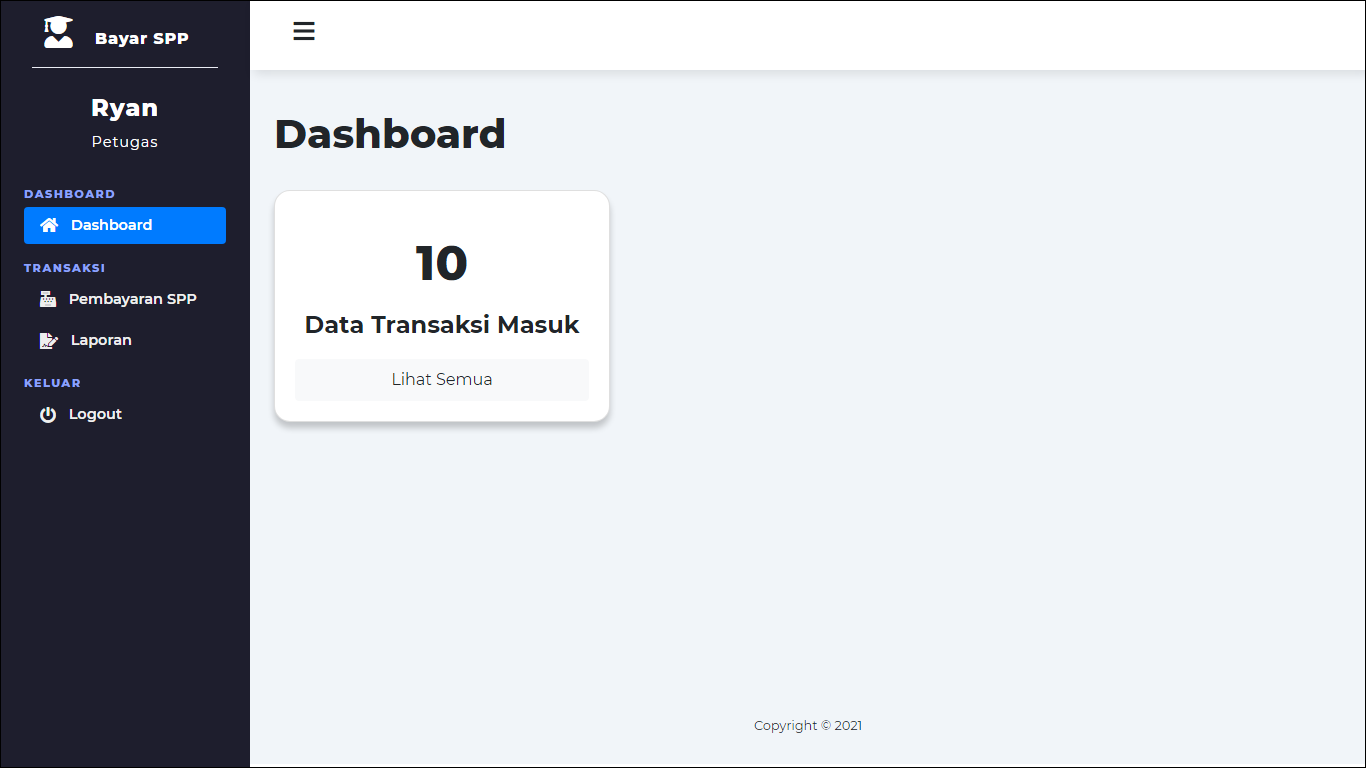 Bayar SPP
Ryan
Petugas
DASHBOARD
Dashboard
TRANSAKSI
Pembayaran SPP
Laporan
KELUAR
Logout
Dashboard
10
Data Transaksi Masuk
Lihat Semua
Copyright © 2021